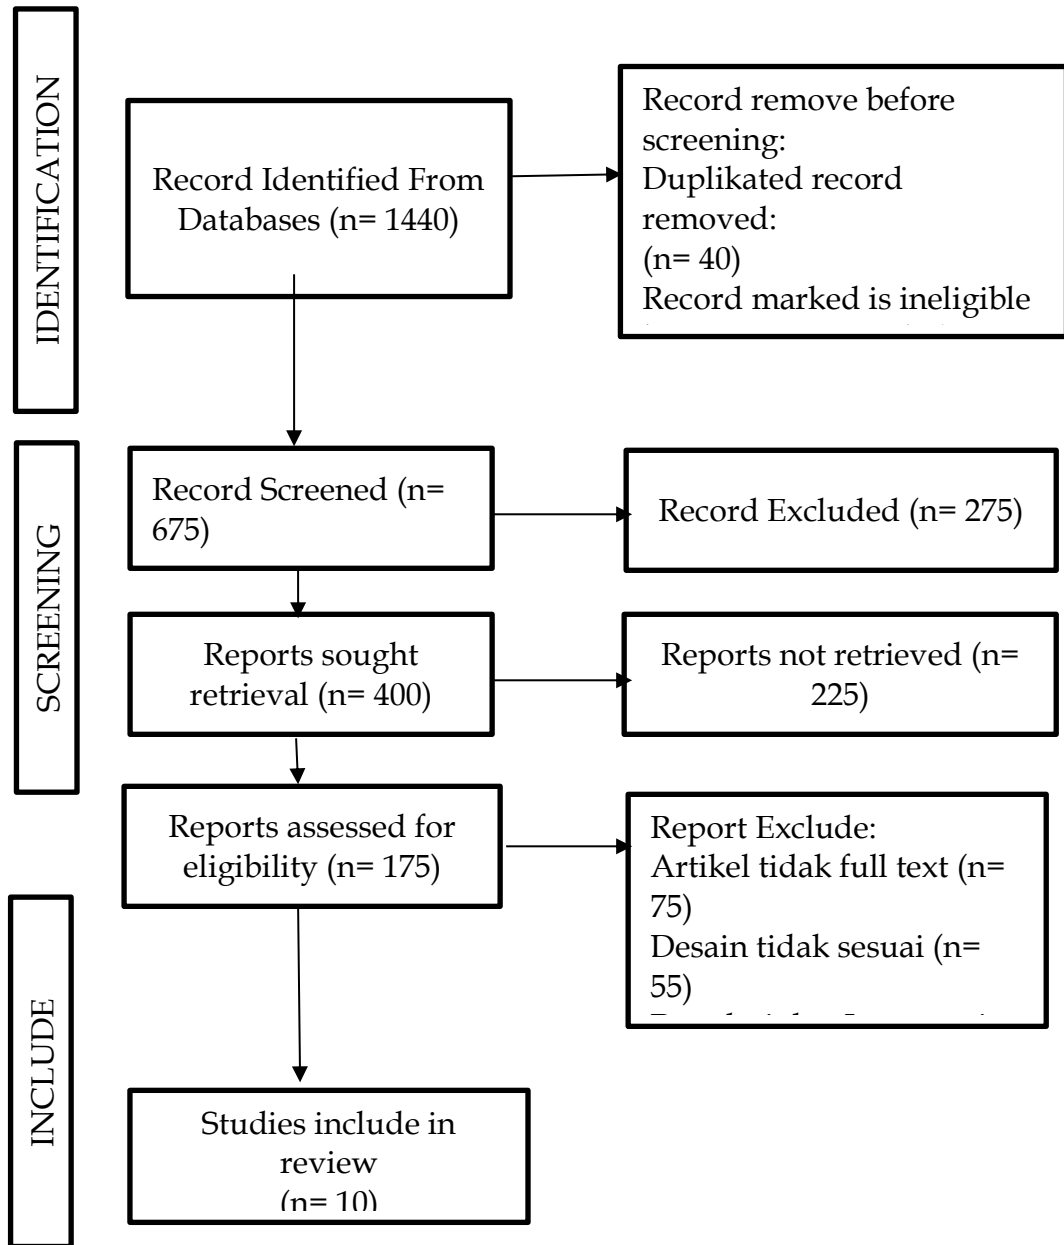 IDENTIFICATION
Record Identified From
Databases (n= 1440)
Record remove before
screening:
Duplikated record
removed:
(n= 40)
Record marked is ineligible
SCREENING
Record Screened (n=
675)
Record Excluded (n= 275)
Reports sought
retrieval (n= 400)
Reports not retrieved (n=
225)
Reports assessed for
eligibility (n= 175)
Report Exclude:
Artikel tidak full text (n=
75)
Desain tidak sesuai (n=
55)
INCLUDE
Studies include in
review
(n= 10)